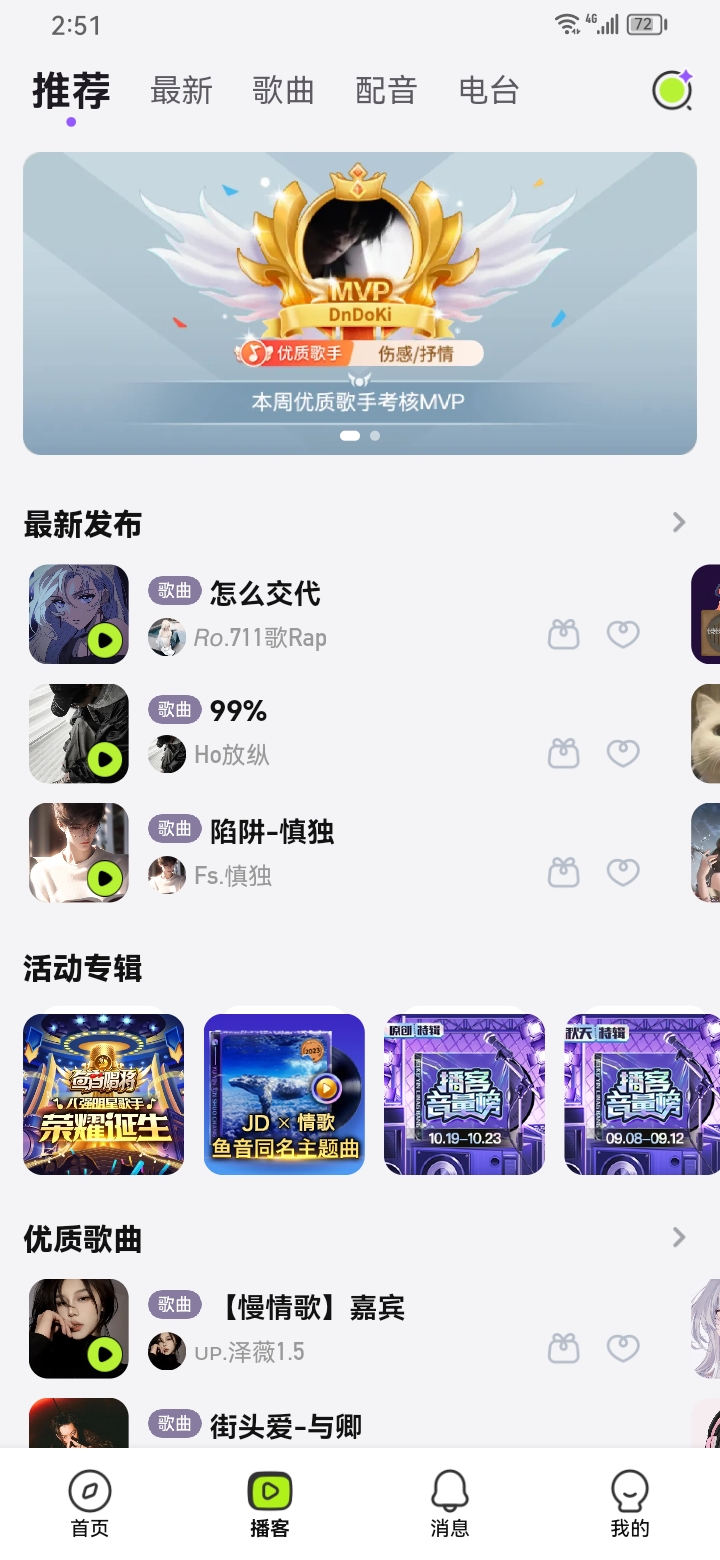 2:51
4G
72
推荐
最新
歌曲
配音
电台
MVP
DnDoKi
优质歌手
伤感/抒情
本周优质歌手考核MVP
最新发布
歌曲
怎么交代
Ro.711歌Rap
歌曲
99%
Ho放纵
歌曲
陷阱-慎独
Fs.慎独
活动专辑
鱼音唱将
八强明星歌手
荣耀诞生
2023
JD × 情歌
鱼音同名主题曲
原创 特辑
播客
音量榜
10.19-10.23
秋天 特辑
播客
音量榜
09.08-09.12
优质歌曲
歌曲
【慢情歌】嘉宾
UP.泽薇1.5
歌曲
街头爱-与卿
首页
播客
消息
我的